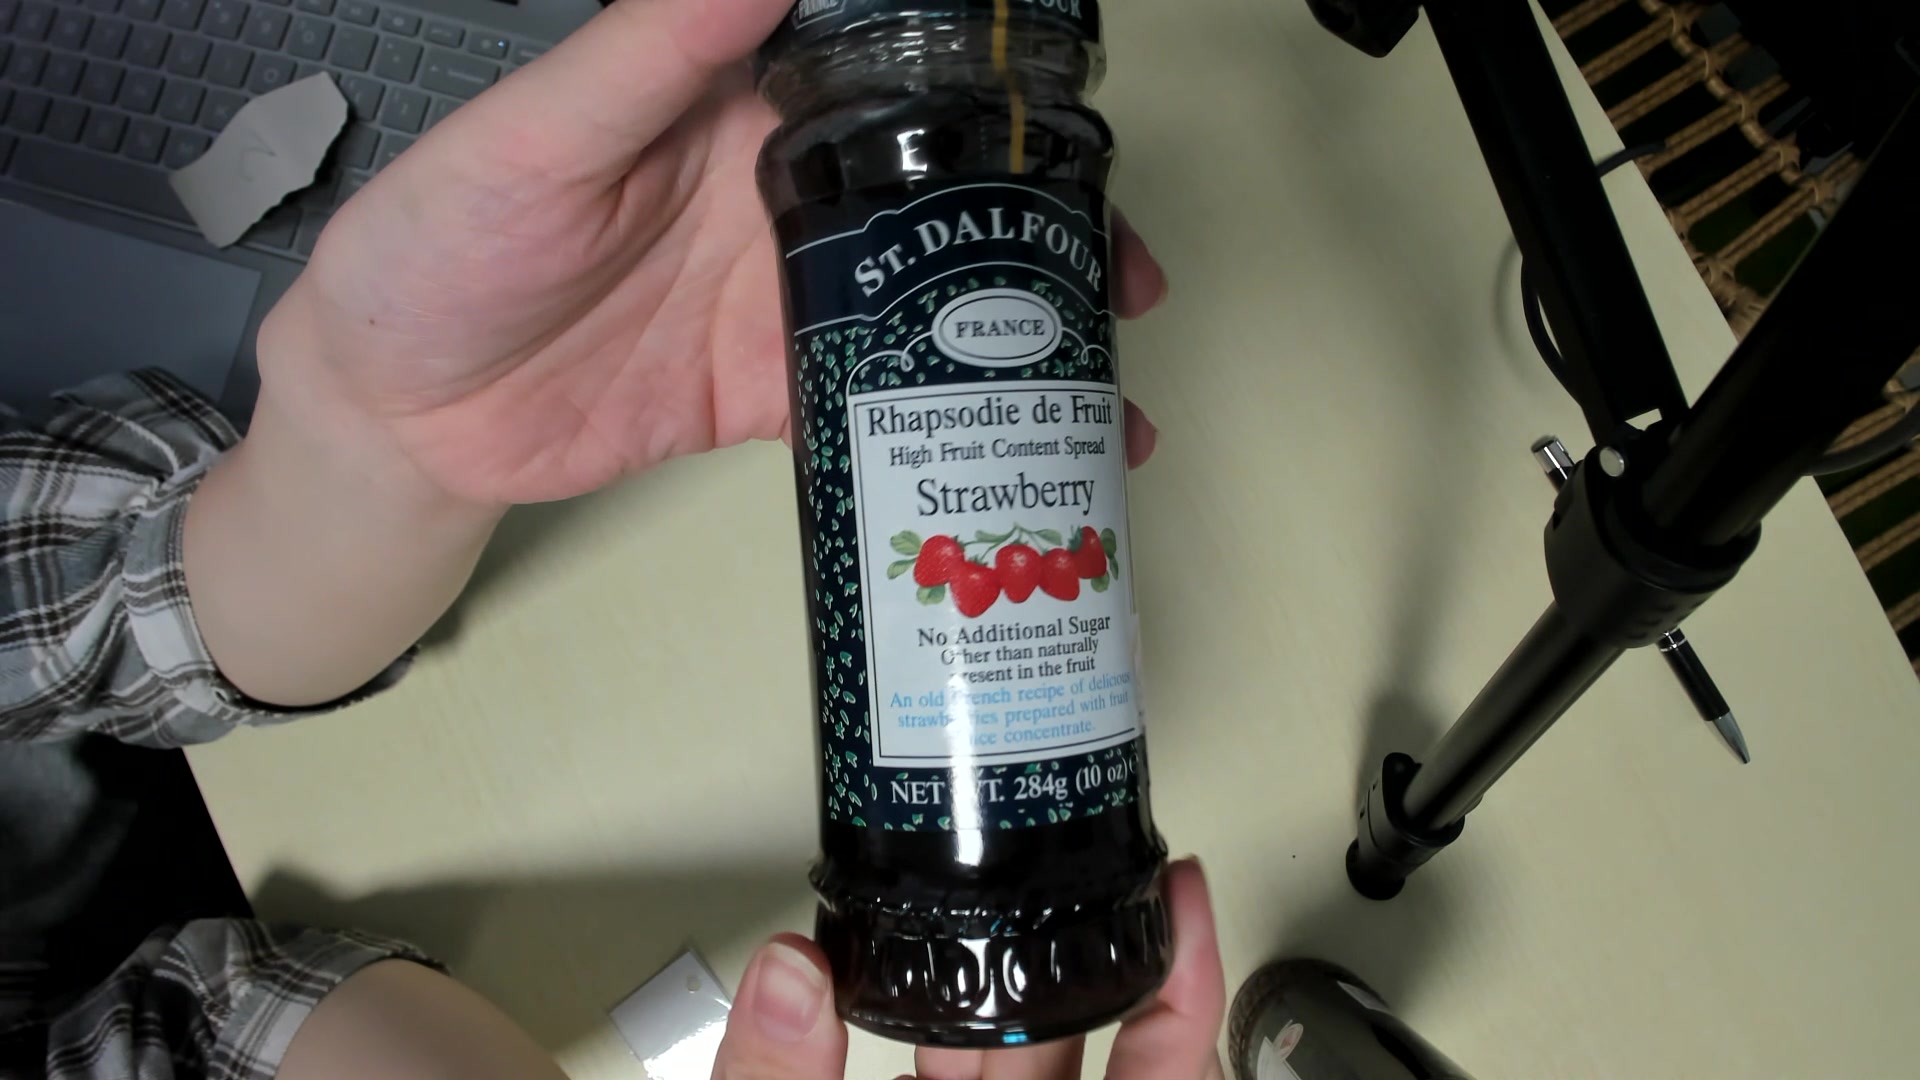 FRANCE
ST. DALFOUR
FRANCE
Rhapsodie de Fruit
High Fruit Content Spread
Strawberry
No Additional Sugar
Other than naturally
present in the fruit
An old French recipe of delicious
strawberries prepared with fruit
juice concentrate.
NET WT. 284g (10 oz)